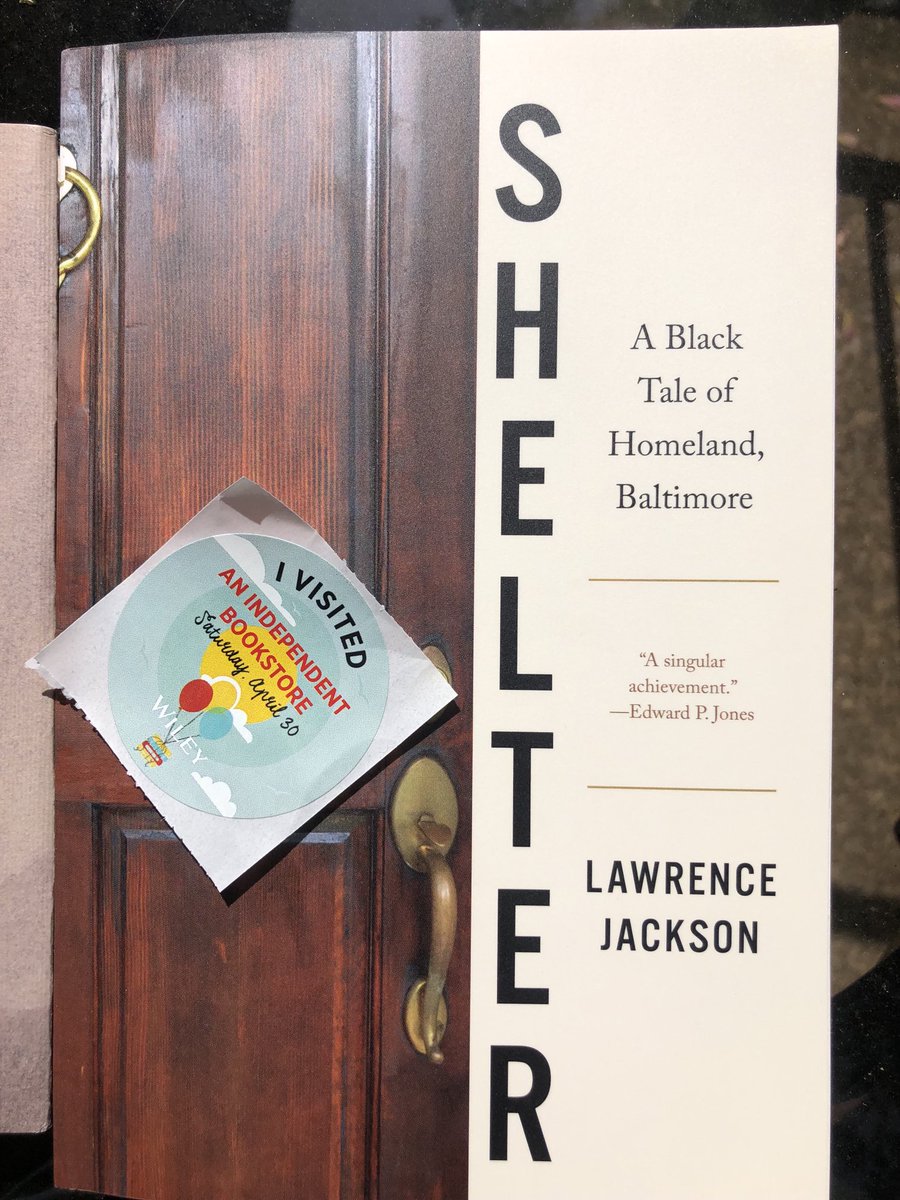 SHELTER
A Black
Tale of
Homeland,
Baltimore
“A singular
achievement.”
—Edward P. Jones
LAWRENCE
JACKSON
I VISITED
AN INDEPENDENT
BOOKSTORE
Saturday, April 30
WILEY